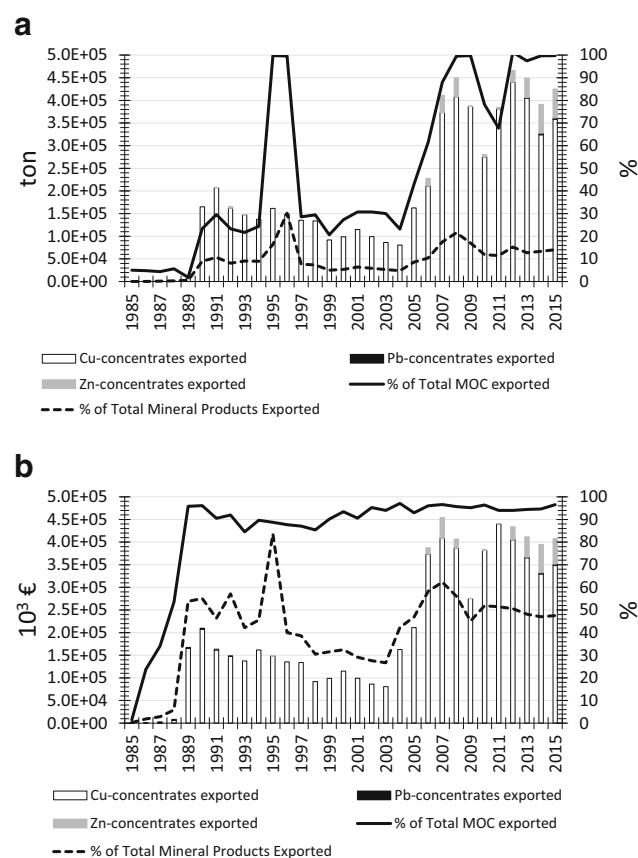 a
5.0E+05 100
4.5E+05 90
4.0E+05 80
3.5E+05 70
3.0E+05 60
2.5E+05 50
2.0E+05 40
1.5E+05 30
1.0E+05 20
5.0E+04 10
0.0E+00 0
ton
%
1985 1987 1989 1991 1993 1995 1997 1999 2001 2003 2005 2007 2009 2011 2013 2015
Cu-concentrates exported Pb-concentrates exported
Zn-concentrates exported % of Total MOC exported
% of Total Mineral Products Exported
b
5.0E+05 100
4.5E+05 90
4.0E+05 80
3.5E+05 70
3.0E+05 60
2.5E+05 50
2.0E+05 40
1.5E+05 30
1.0E+05 20
5.0E+04 10
0.0E+00 0
10³ €
%
1985 1987 1989 1991 1993 1995 1997 1999 2001 2003 2005 2007 2009 2011 2013 2015
Cu-concentrates exported Pb-concentrates exported
Zn-concentrates exported % of Total MOC exported
% of Total Mineral Products Exported